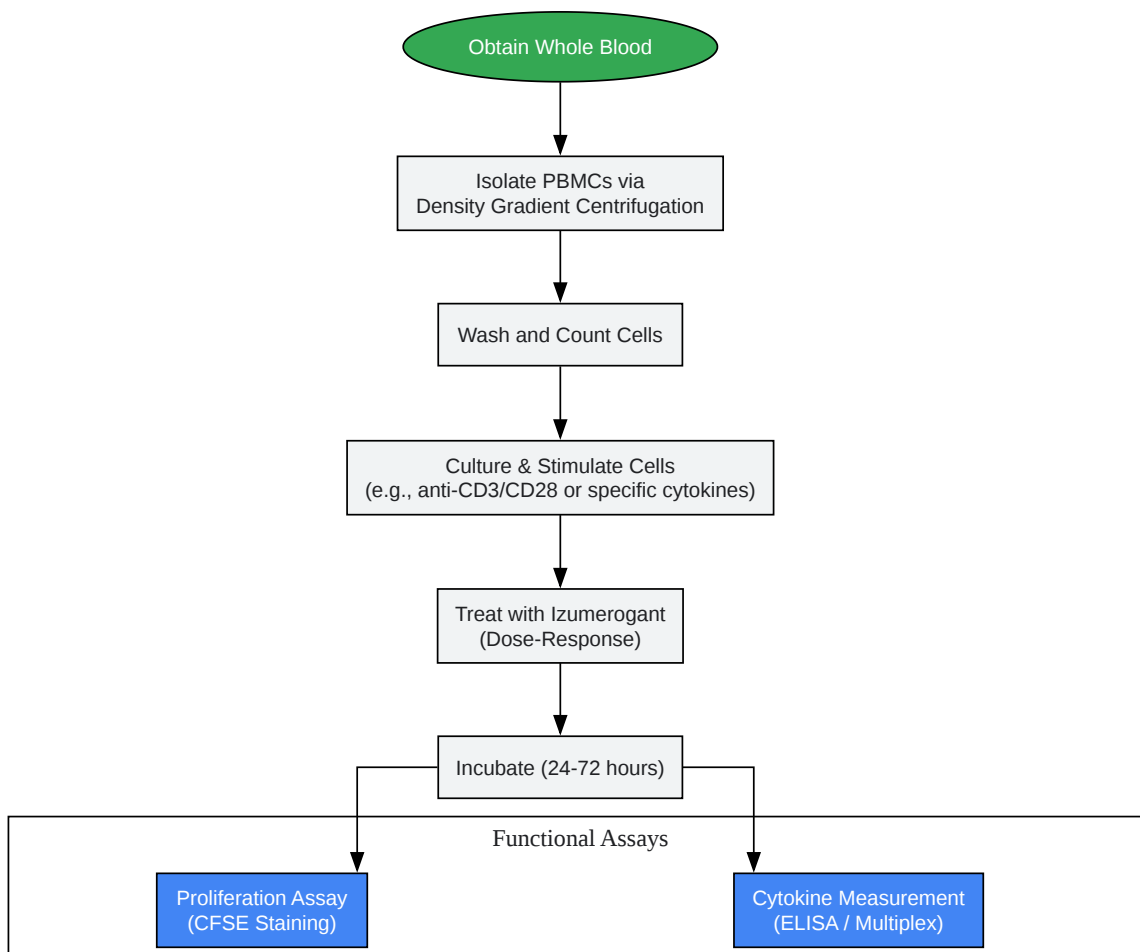 Obtain Whole Blood
Isolate PBMCs via
Density Gradient Centrifugation
Wash and Count Cells
Culture & Stimulate Cells
(e.g., anti-CD3/CD28 or specific cytokines)
Treat with Izumerogant
(Dose-Response)
Incubate (24-72 hours)
Functional Assays
Proliferation Assay
(CFSE Staining)
Cytokine Measurement
(ELISA / Multiplex)